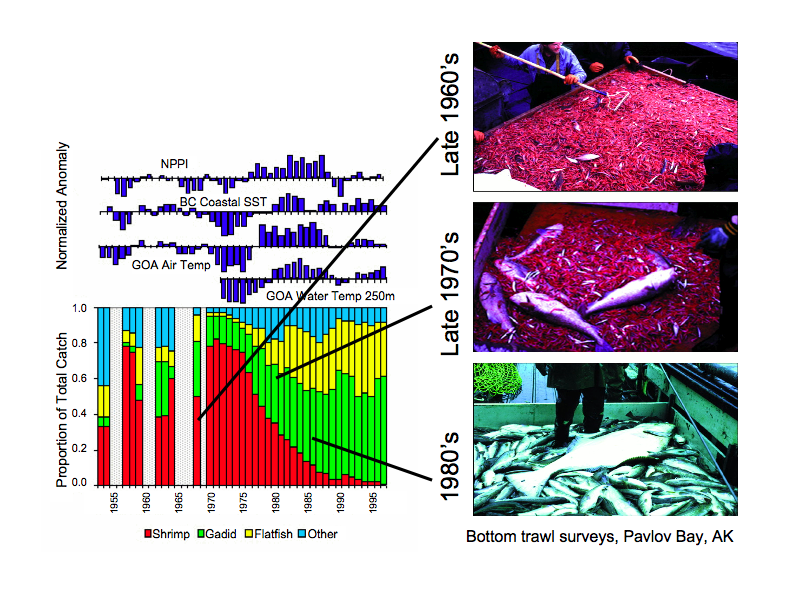 Normalized Anomaly
NPPI
BC Coastal SST
GOA Air Temp
GOA Water Temp 250m
Proportion of Total Catch
1.0
0.8
0.6
0.4
0.2
0.0
1955
1960
1965
1970
1975
1980
1985
1990
1995
Shrimp Gadid Flatfish Other
Late 1960's
Late 1970's
1980's
Bottom trawl surveys, Pavlov Bay, AK